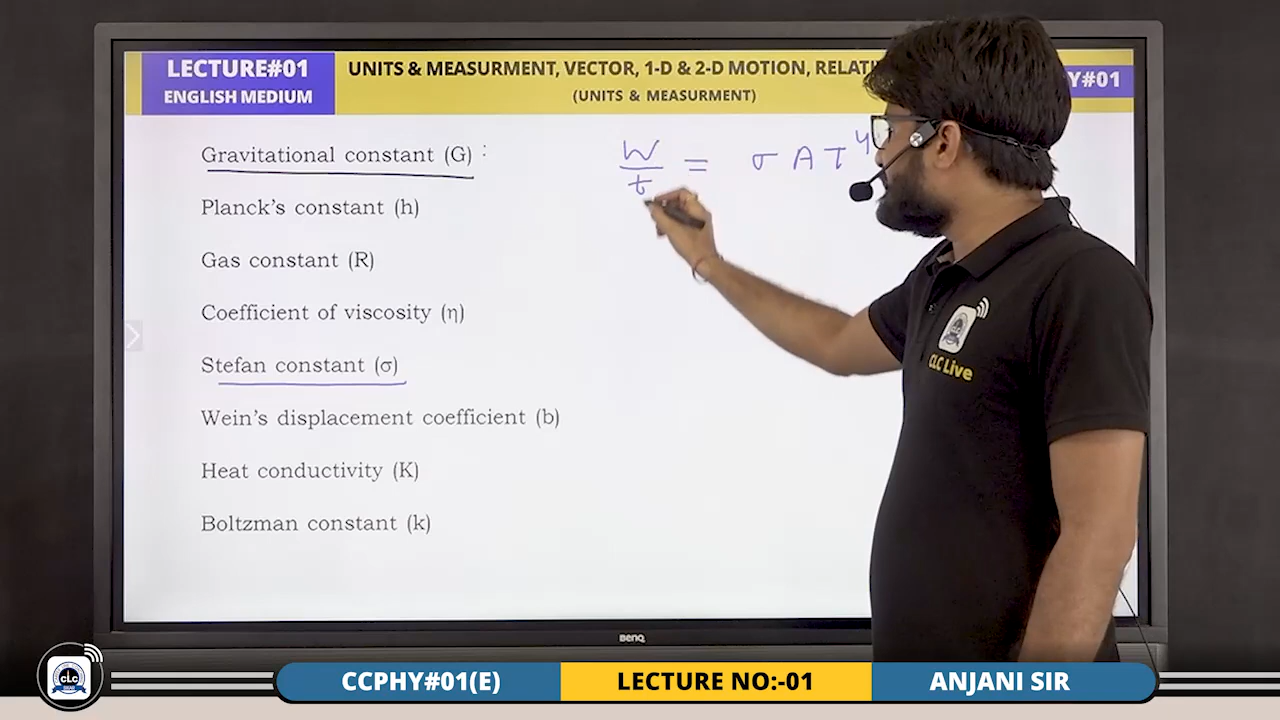 LECTURE#01
ENGLISH MEDIUM
UNITS & MEASURMENT, VECTOR, 1-D & 2-D MOTION,
(UNITS & MEASURMENT)
Y#01
Gravitational constant (G) :
Planck's constant (h)
Gas constant (R)
Coefficient of viscosity (η)
Stefan constant (σ)
Wein's displacement coefficient (b)
Heat conductivity (K)
Boltzman constant (k)
W/t = σ A T⁴
CLC Live
BenQ
CLC
CCPHY#01(E)
LECTURE NO:-01
ANJANI SIR